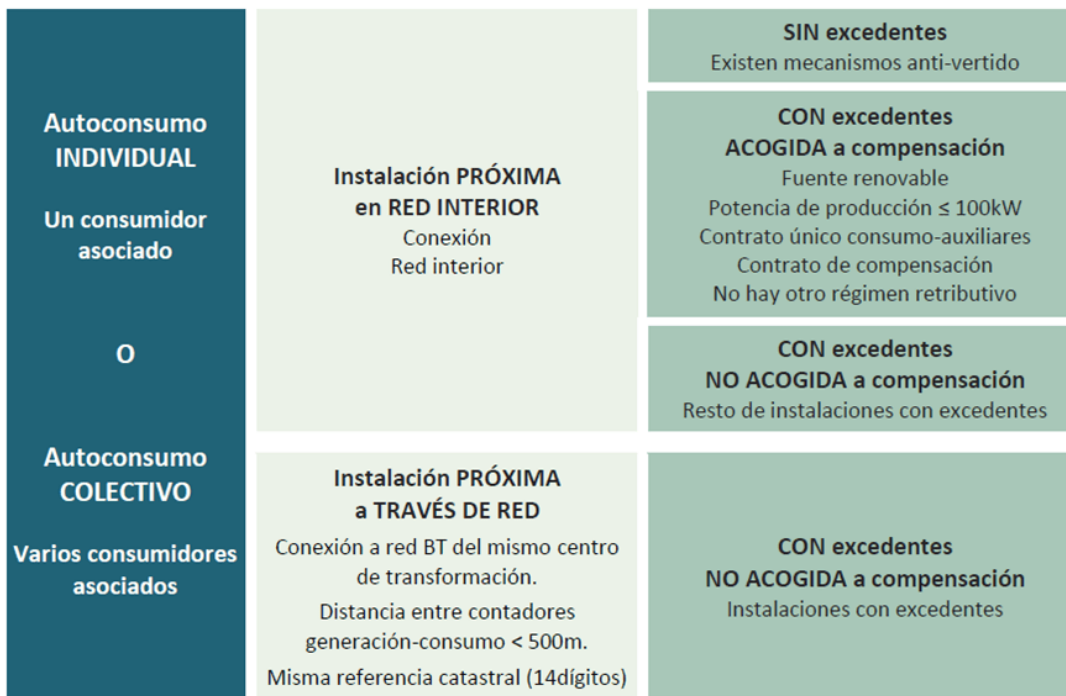 Autoconsumo
INDIVIDUAL
Un consumidor
asociado
O
Autoconsumo
COLECTIVO
Varios consumidores
asociados
Instalación PRÓXIMA
en RED INTERIOR
Conexión
Red interior
SIN excedentes
Existen mecanismos anti-vertido
CON excedentes
ACOGIDA a compensación
Fuente renovable
Potencia de producción ≤ 100kW
Contrato único consumo-auxiliares
Contrato de compensación
No hay otro régimen retributivo
CON excedentes
NO ACOGIDA a compensación
Resto de instalaciones con excedentes
Instalación PRÓXIMA
a TRAVÉS DE RED
Conexión a red BT del mismo centro
de transformación.
Distancia entre contadores
generación-consumo < 500m.
Misma referencia catastral (14dígitos)
CON excedentes
NO ACOGIDA a compensación
Instalaciones con excedentes